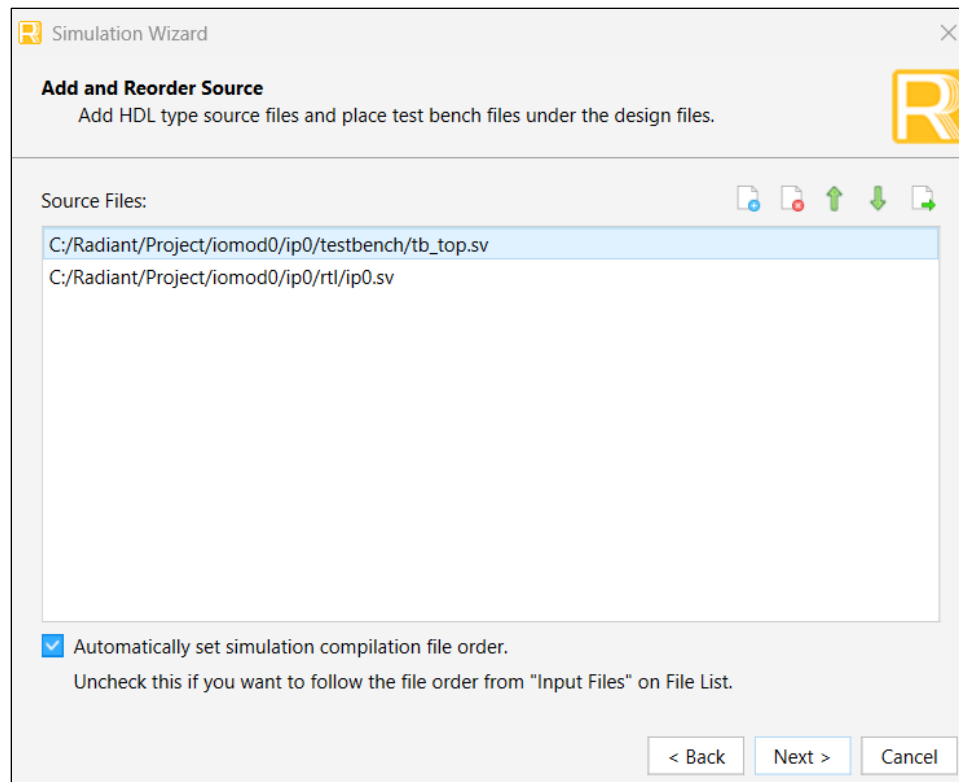 Simulation Wizard
Add and Reorder Source
Add HDL type source files and place test bench files under the design files.
Source Files:
C:/Radiant/Project/iomod0/ip0/testbench/tb_top.sv
C:/Radiant/Project/iomod0/ip0/rtl/ip0.sv
Automatically set simulation compilation file order.
Uncheck this if you want to follow the file order from "Input Files" on File List.
< Back Next > Cancel